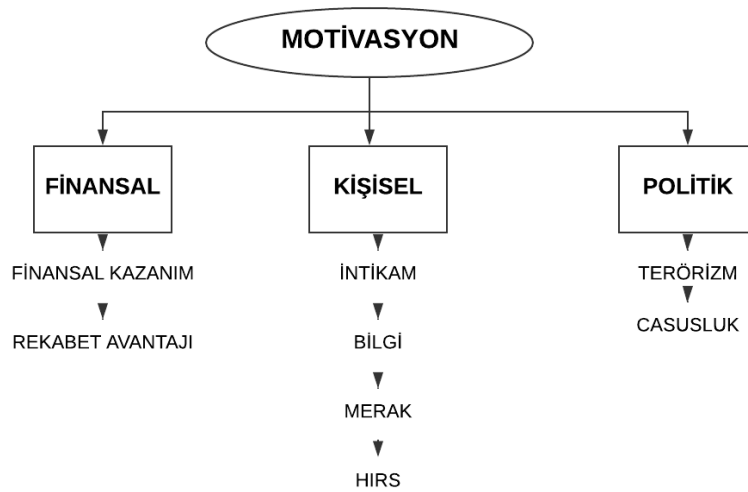 MOTİVASYON
FİNANSAL
FİNANSAL KAZANIM
REKABET AVANTAJI
KİŞİSEL
İNTİKAM
BİLGİ
MERAK
HIRS
POLİTİK
TERÖRİZM
CASUSLUK